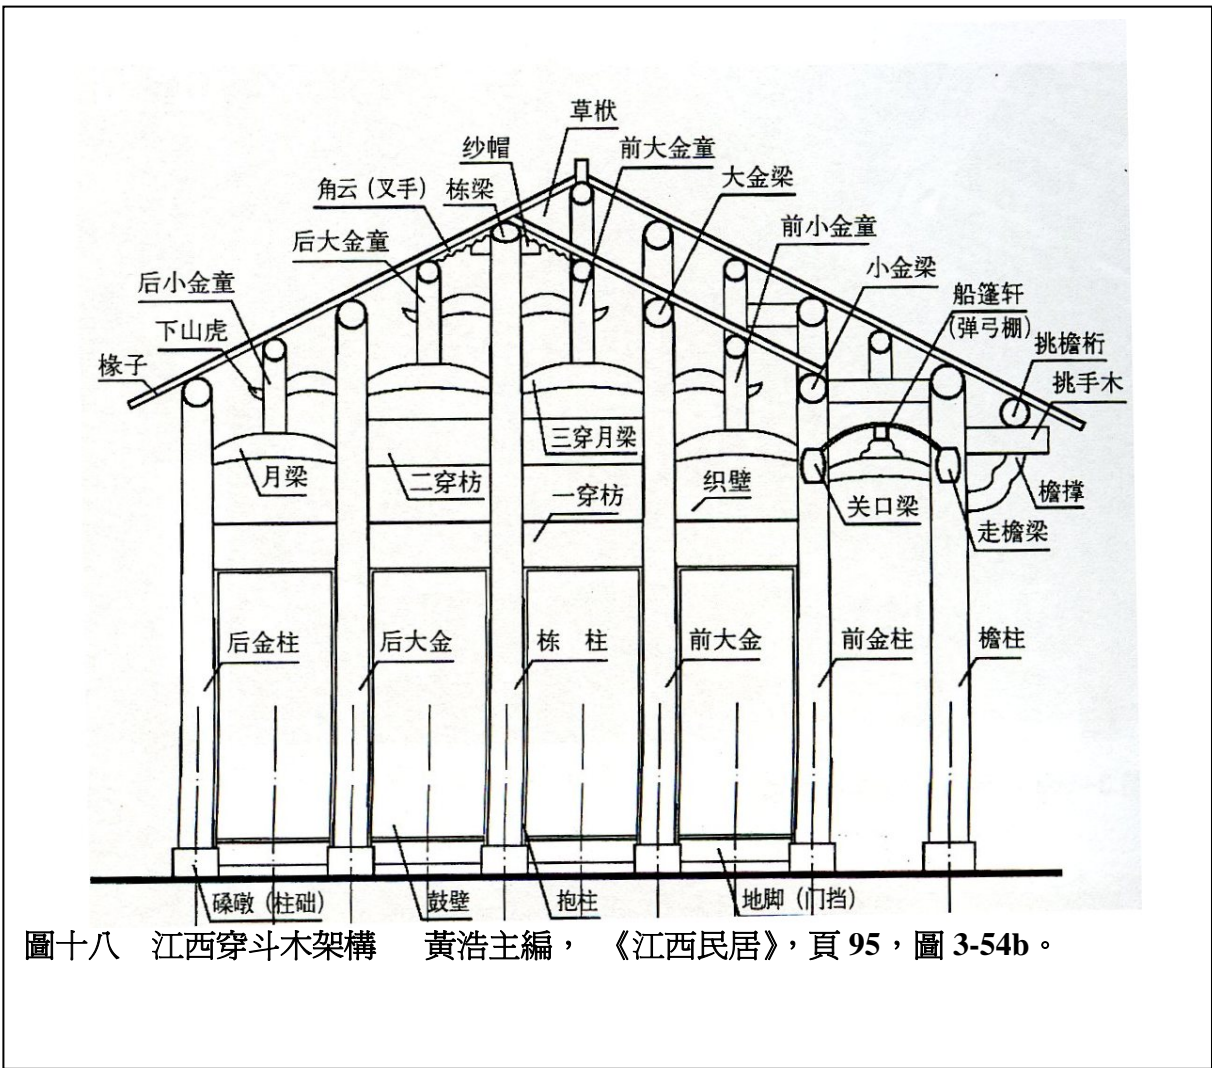 草栿
纱帽
前大金童
角云（叉手）
栋梁
大金梁
后大金童
前小金童
后小金童
小金梁
船篷轩
（弹弓棚）
下山虎
挑檐桁
椽子
挑手木
三穿月梁
月梁
二穿枋
一穿枋
织壁
关口梁
檐撑
走檐梁
后金柱
后大金
栋 柱
前大金
前金柱
檐柱
磉礅（柱础）
鼓壁
抱柱
地脚（门挡）
圖十八 江西穿斗木架構 黃浩主編， 《江西民居》，頁 95，圖 3-54b。